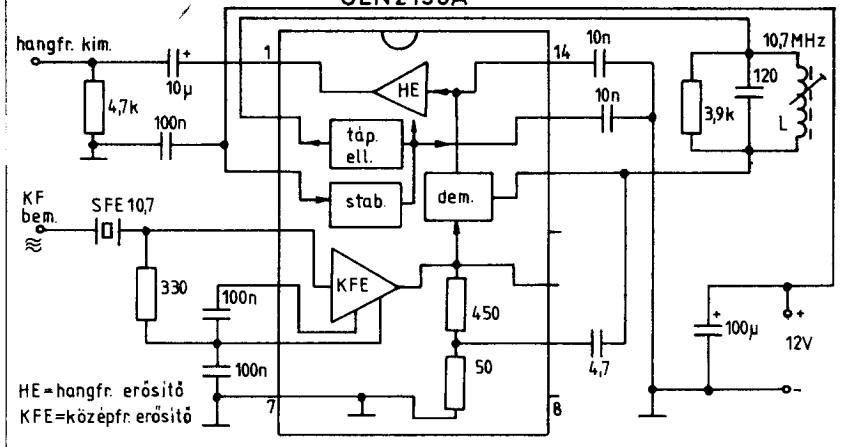 hangfr. kim.
1
14
10n
10,7MHz
+
10µ
HE
120
4,7k
10n
3,9k
L
100n
táp.
ell.
stab.
dem.
KF
bem.
SFE 10,7
≈
330
KFE
100n
450
+
100µ
+
12V
4,7
50
100n
-
HE=hangfr. erősítő
KFE=középfr. erősítő
7
8